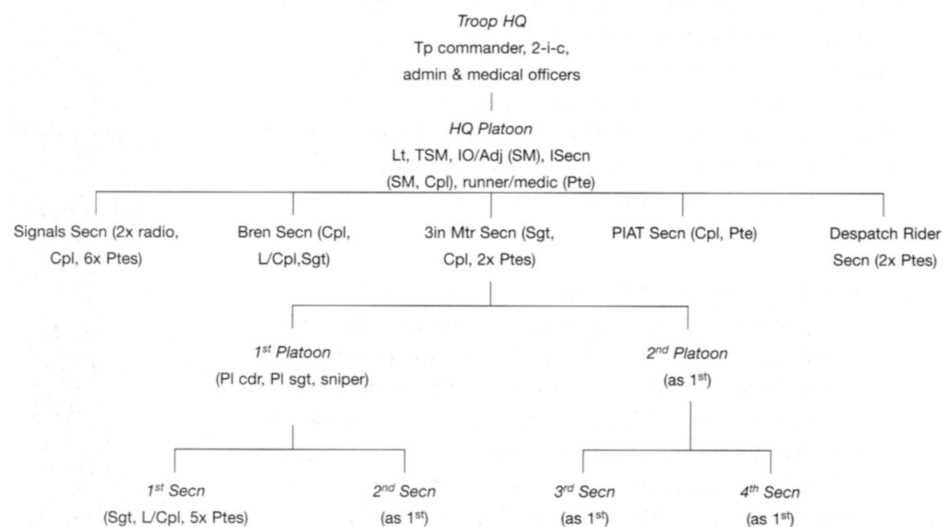 Troop HQ
Tp commander, 2-i-c,
admin & medical officers
HQ Platoon
Lt, TSM, IO/Adj (SM), ISecn
(SM, Cpl), runner/medic (Pte)
Signals Secn (2x radio,
Cpl, 6x Ptes)
Bren Secn (Cpl,
L/Cpl,Sgt)
3in Mtr Secn (Sgt,
Cpl, 2x Ptes)
PIAT Secn (Cpl, Pte)
Despatch Rider
Secn (2x Ptes)
1st Platoon
(Pl cdr, Pl sgt, sniper)
2nd Platoon
(as 1st)
1st Secn
(Sgt, L/Cpl, 5x Ptes)
2nd Secn
(as 1st)
3rd Secn
(as 1st)
4th Secn
(as 1st)